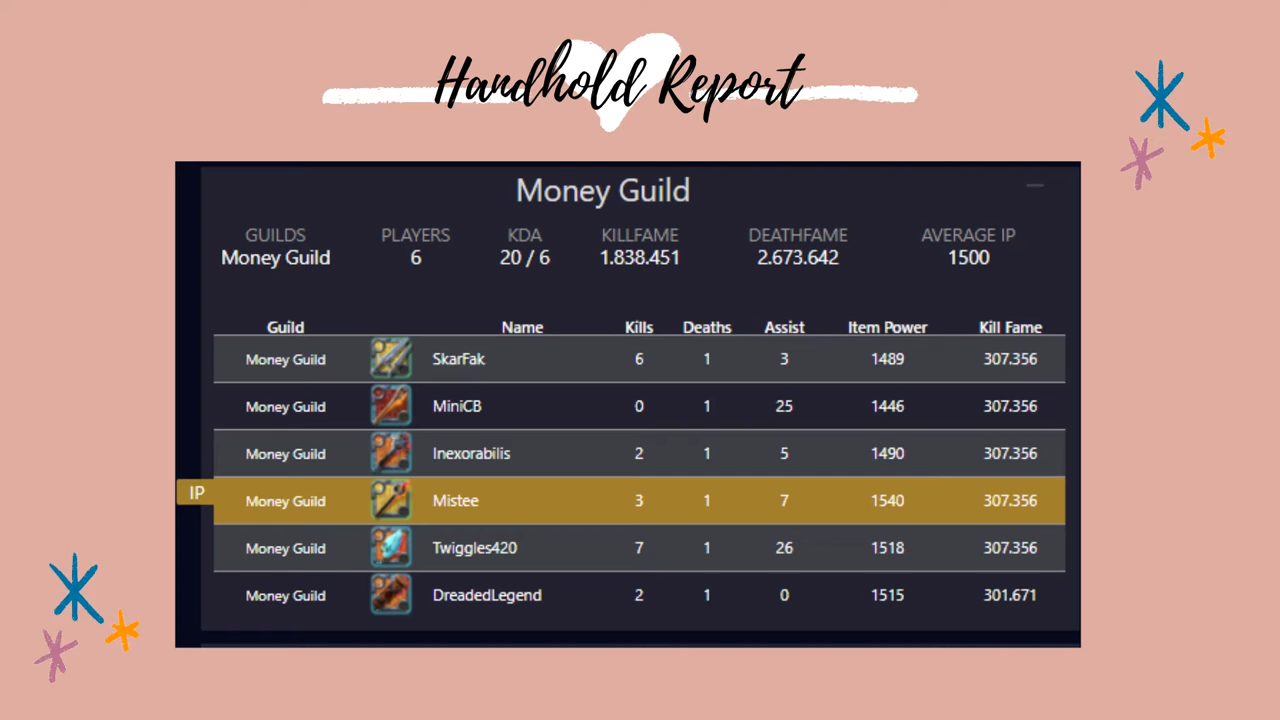 Handhold Report
Money Guild
GUILDS PLAYERS KDA KILLFAME DEATHFAME AVERAGE IP
Money Guild 6 20 / 6 1.838.451 2.673.642 1500
Guild Name Kills Deaths Assist Item Power Kill Fame
Money Guild SkarFak 6 1 3 1489 307.356
Money Guild MiniCB 0 1 25 1446 307.356
Money Guild Inexorabilis 2 1 5 1490 307.356
IP Money Guild Mistee 3 1 7 1540 307.356
Money Guild Twiggles420 7 1 26 1518 307.356
Money Guild DreadedLegend 2 1 0 1515 301.671